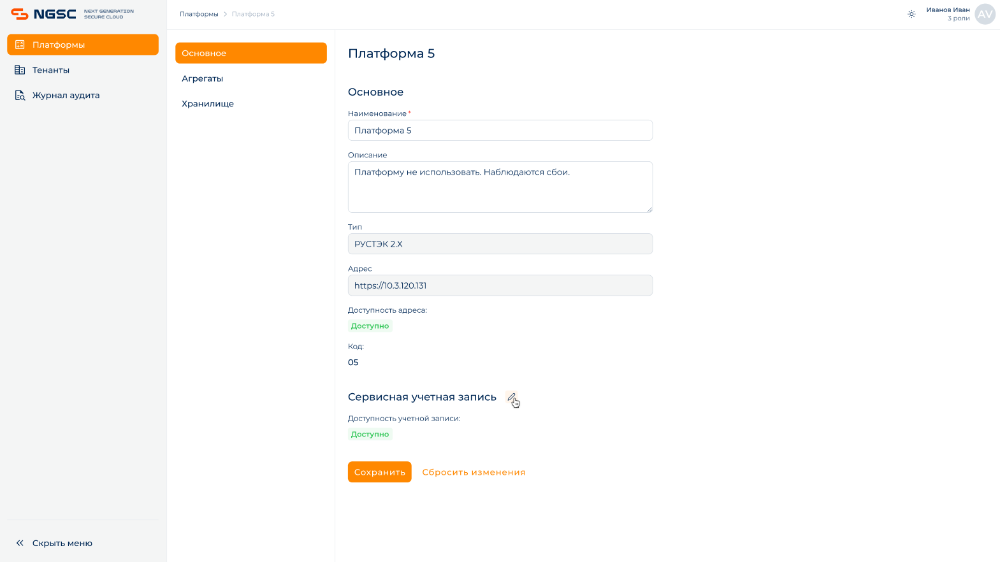 NGSC
NEXT GENERATION
SECURE CLOUD
Платформы
Тенанты
Журнал аудита
Скрыть меню
Платформы > Платформа 5
Иванов Иван
3 роли
AV
Основное
Агрегаты
Хранилище
Платформа 5
Основное
Наименование *
Платформа 5
Описание
Платформу не использовать. Наблюдаются сбои.
Тип
РУСТЭК 2.X
Адрес
https://10.3.120.131
Доступность адреса:
Доступно
Код:
05
Сервисная учетная запись
Доступность учетной записи:
Доступно
Сохранить
Сбросить изменения